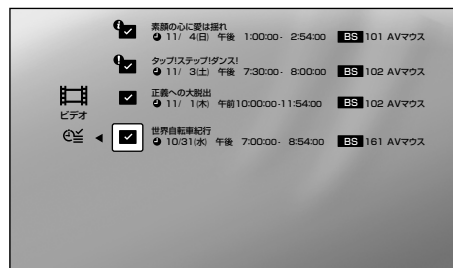 素顔の心に愛は揺れ
11/ 4(日) 午後 1:00:00- 2:54:00 BS 101 AVマウス
タップ!ステップ!ダンス!
11/ 3(土) 午後 7:30:00- 8:00:00 BS 102 AVマウス
正義への大脱出
11/ 1(木) 午前10:00:00-11:54:00 BS 102 AVマウス
ビデオ
世界自転車紀行
10/31(水) 午後 7:00:00- 8:54:00 BS 161 AVマウス